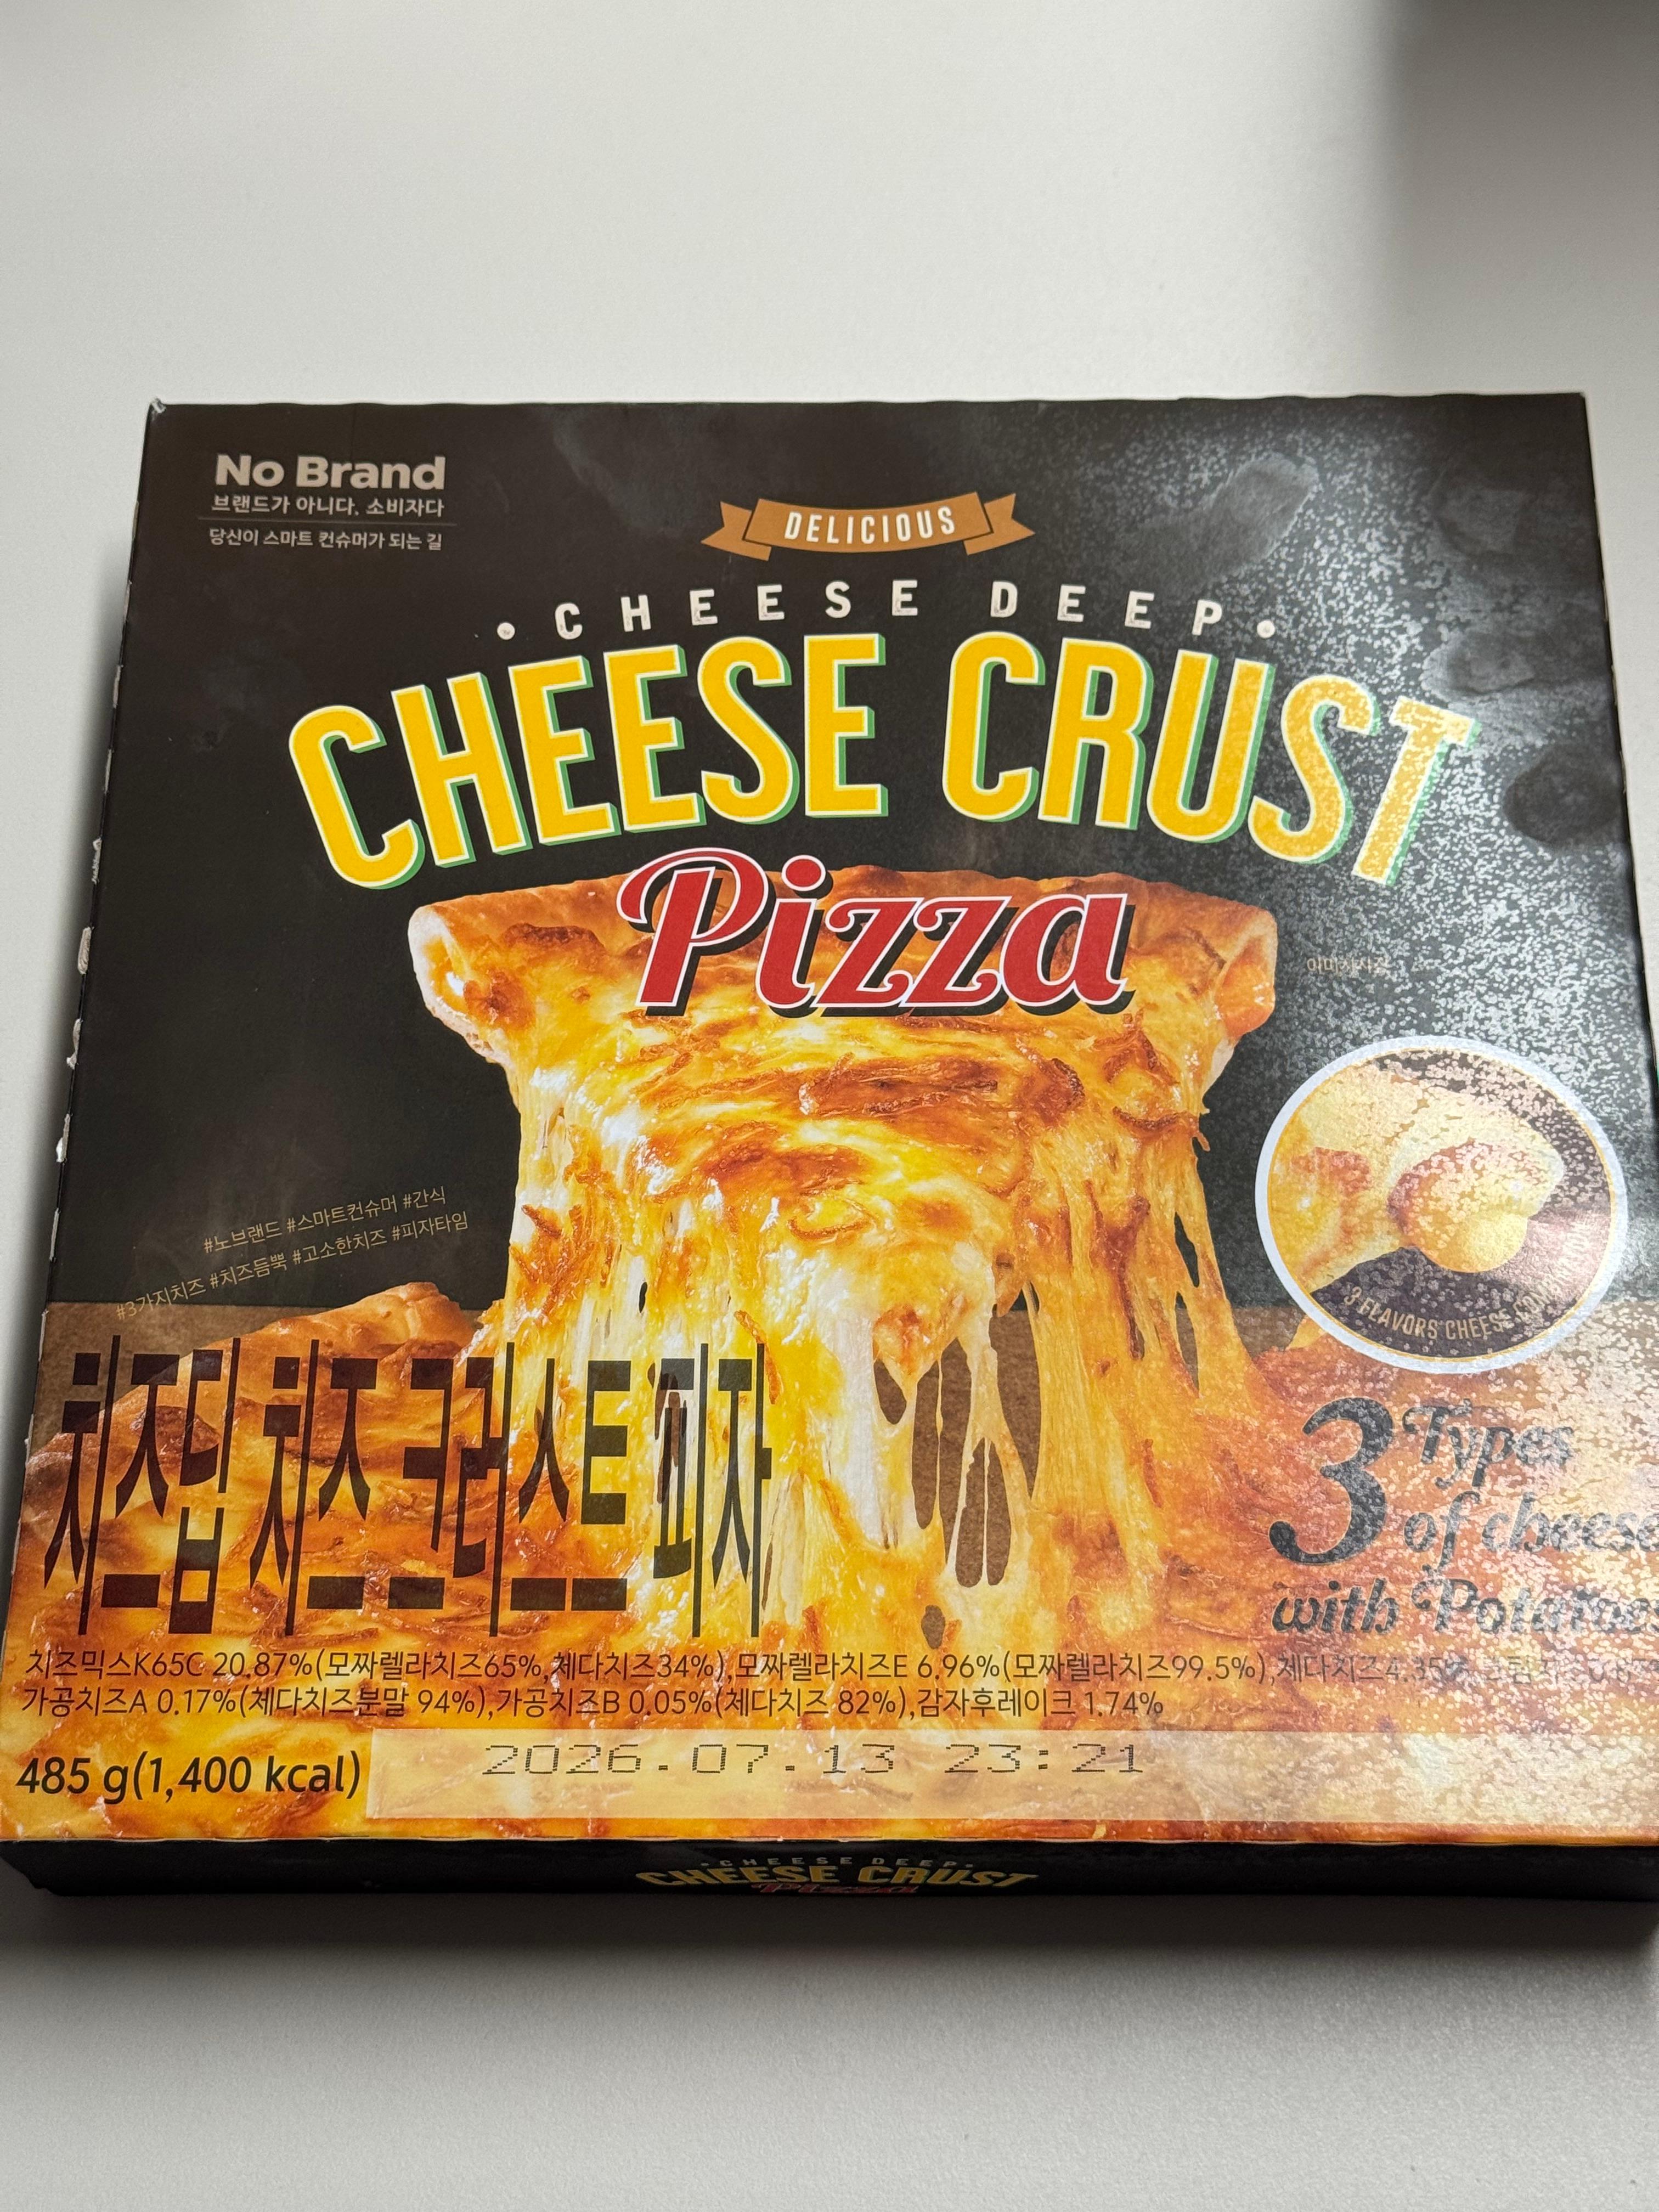 No Brand
브랜드가 아니다. 소비자다
당신이 스마트 컨슈머가 되는 길
DELICIOUS
• CHEESE DEEP •
CHEESE CRUST
Pizza
#노브랜드 #스마트컨슈머 #간식
#3가지치즈 #치즈듬뿍 #고소한치즈 #피자타임
3 FLAVORS CHEESE
치즈딥 치즈크러스트 피자
3 Types
of cheese
with Potatoes
치즈믹스K65C 20.87%(모짜렐라치즈65%,체다치즈34%),모짜렐라치즈E 6.96%(모짜렐라치즈99.5%),체다치즈4.35%
가공치즈A 0.17%(체다치즈분말 94%),가공치즈B 0.05%(체다치즈 82%),감자후레이크 1.74%
485 g(1,400 kcal)
2026.07.13 23:21
•CHEESE DEEP•
CHEESE CRUST
Pizza